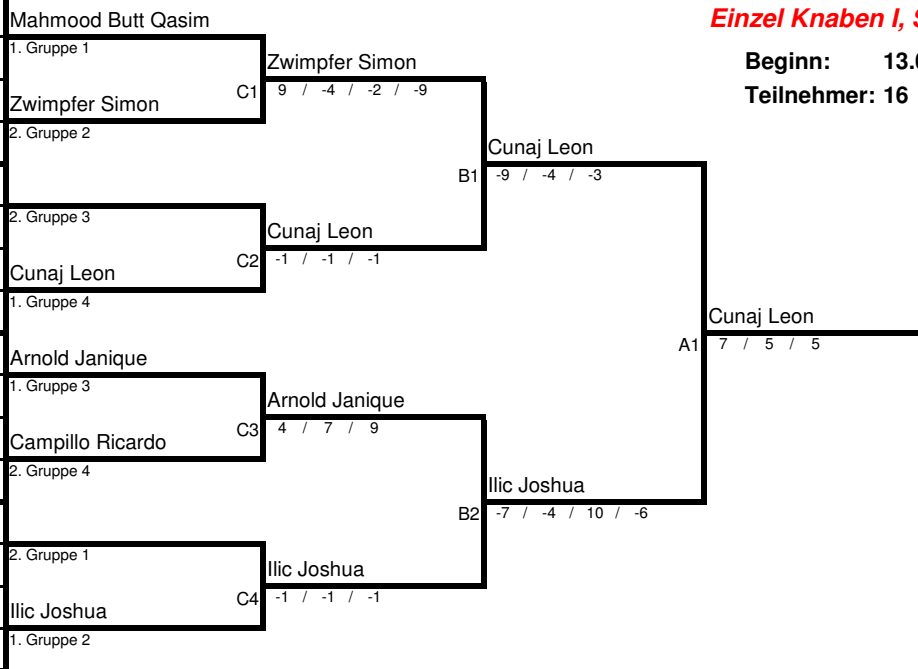 Mahmood Butt Qasim
Einzel Knaben I, S
1. Gruppe 1
Zwimpfer Simon
Beginn: 13.0
C1 9 / -4 / -2 / -9
Teilnehmer: 16
Zwimpfer Simon
2. Gruppe 2
Cunaj Leon
B1 -9 / -4 / -3
2. Gruppe 3
Cunaj Leon
C2 -1 / -1 / -1
Cunaj Leon
1. Gruppe 4
Cunaj Leon
A1 7 / 5 / 5
Arnold Janique
1. Gruppe 3
Arnold Janique
C3 4 / 7 / 9
Campillo Ricardo
2. Gruppe 4
Ilic Joshua
B2 -7 / -4 / 10 / -6
2. Gruppe 1
Ilic Joshua
C4 -1 / -1 / -1
Ilic Joshua
1. Gruppe 2